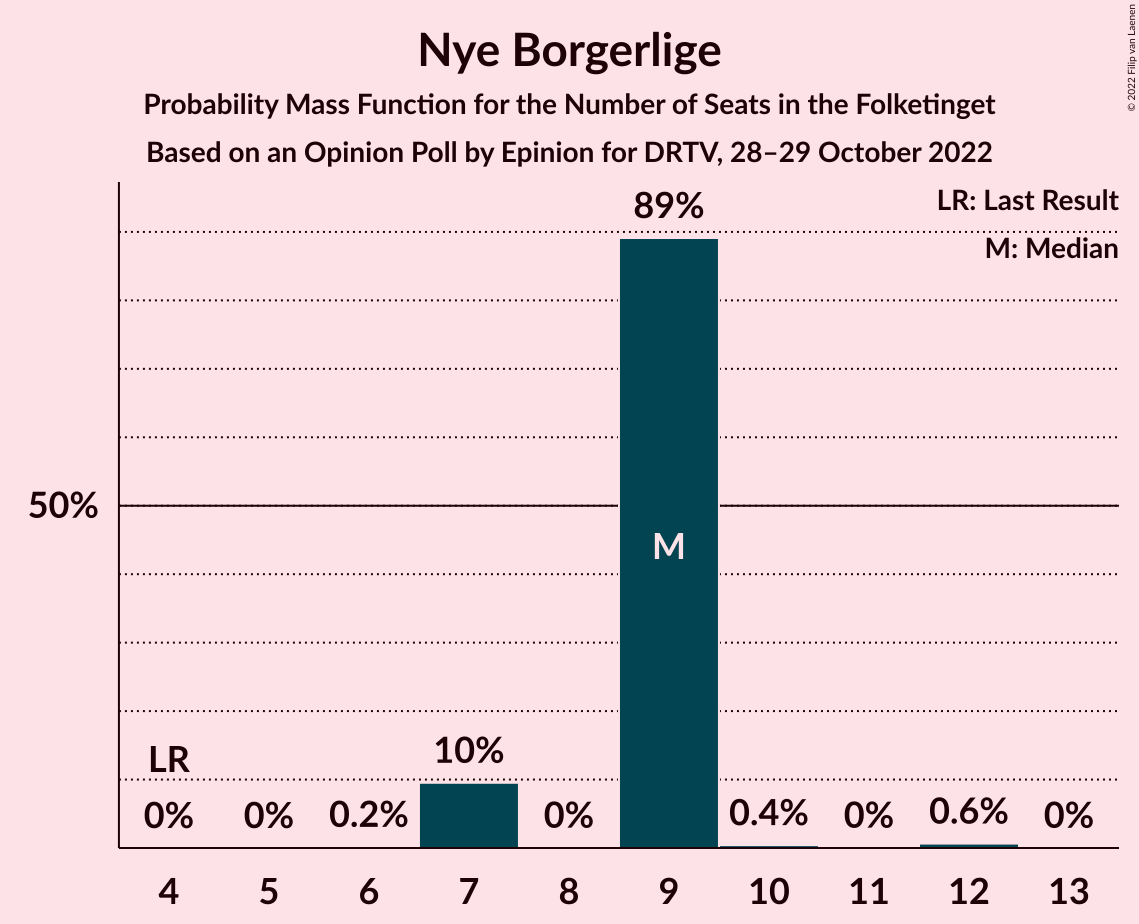 Nye Borgerlige
Probability Mass Function for the Number of Seats in the Folketinget
Based on an Opinion Poll by Epinion for DRTV, 28–29 October 2022
© 2022 Filip van Laenen
LR: Last Result
M: Median
89%
50%
M
10%
LR
0% 0% 0.2% 0% 0.4% 0% 0.6% 0%
4 5 6 7 8 9 10 11 12 13